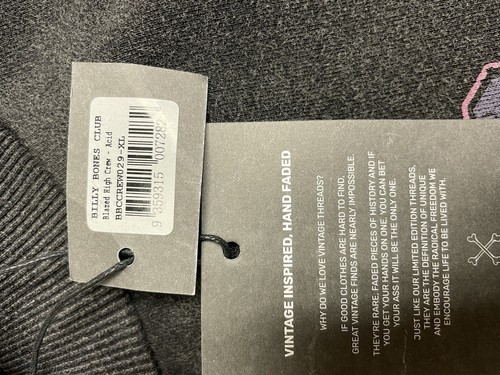 BILLY BONES CLUB
Blazed High Crew - Acid
BBCCREW029-XL
9 359315 007282
VINTAGE INSPIRED. HAND FADED
WHY DO WE LOVE VINTAGE THREADS?
IF GOOD CLOTHES ARE HARD TO FIND,
GREAT VINTAGE FINDS ARE NEARLY IMPOSSIBLE.
THEY'RE RARE, FADED PIECES OF HISTORY AND IF
YOU GET YOUR HANDS ON ONE, YOU CAN BET
YOUR ASS IT WILL BE THE ONLY ONE.
JUST LIKE OUR LIMITED EDITION THREADS,
THEY ARE THE DEFINITION OF UNIQUE
AND EMBODY THE RADICAL FREEDOM WE
ENCOURAGE LIFE TO BE LIVED WITH.